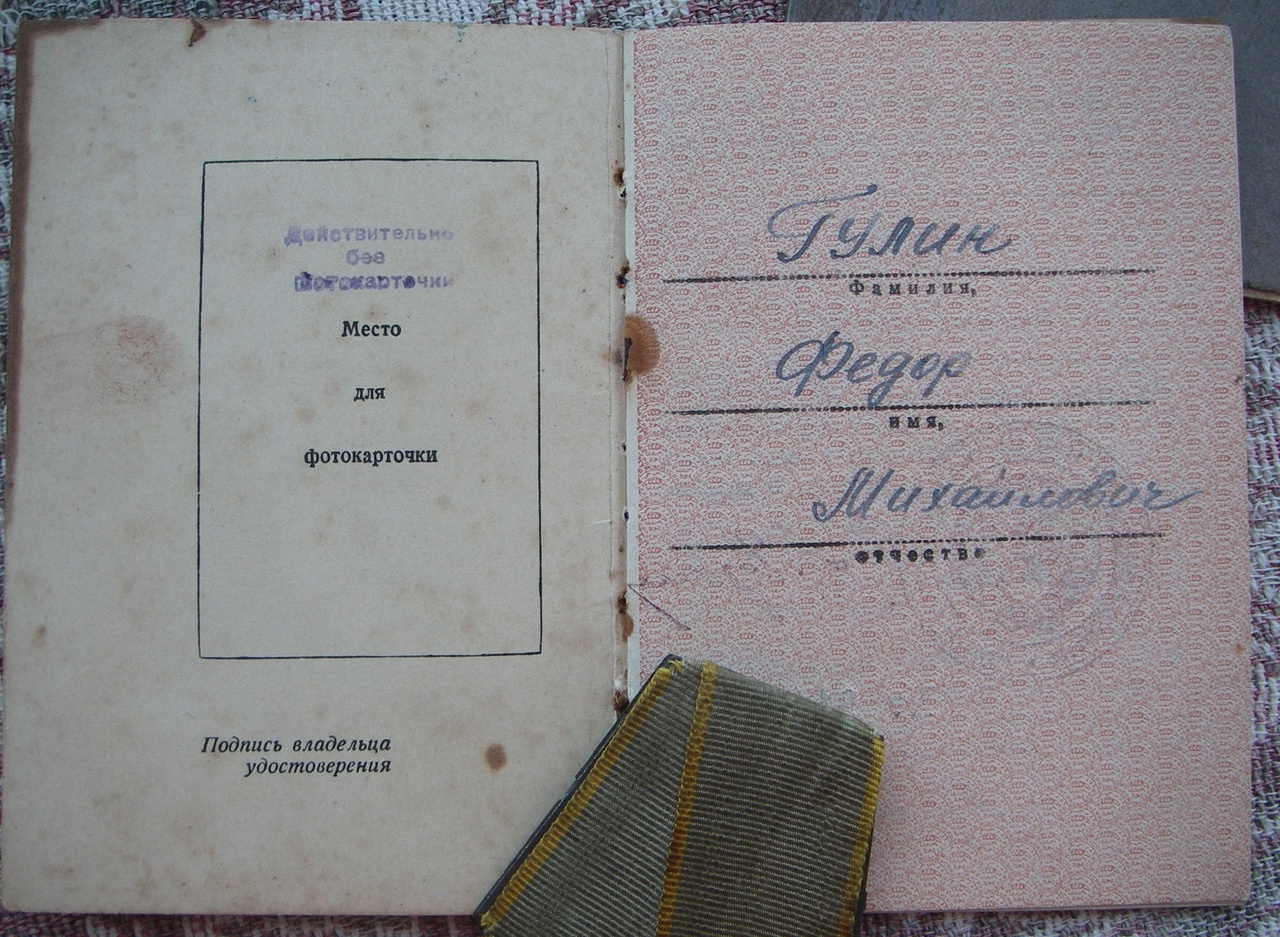 Действительно
без
фотокарточки
Место
для
фотокарточки
Подпись владельца
удостоверения
Гулин
Фамилия,
Федор
имя,
Михайлович
отчество